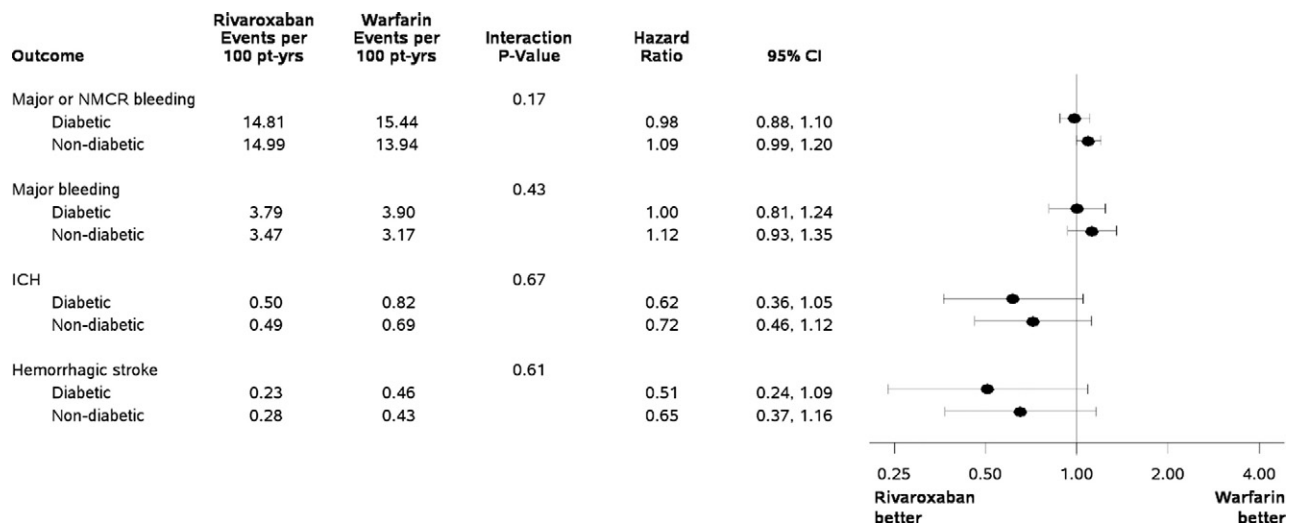 Outcome Rivaroxaban Events per 100 pt-yrs Warfarin Events per 100 pt-yrs Interaction P-Value Hazard Ratio 95% CI
Major or NMCR bleeding 0.17
Diabetic 14.81 15.44 0.98 0.88, 1.10
Non-diabetic 14.99 13.94 1.09 0.99, 1.20
Major bleeding 0.43
Diabetic 3.79 3.90 1.00 0.81, 1.24
Non-diabetic 3.47 3.17 1.12 0.93, 1.35
ICH 0.67
Diabetic 0.50 0.82 0.62 0.36, 1.05
Non-diabetic 0.49 0.69 0.72 0.46, 1.12
Hemorrhagic stroke 0.61
Diabetic 0.23 0.46 0.51 0.24, 1.09
Non-diabetic 0.28 0.43 0.65 0.37, 1.16
0.25 0.50 1.00 2.00 4.00
Rivaroxaban better Warfarin better